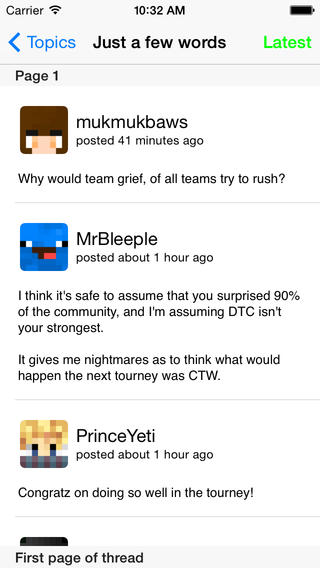 Carrier 10:32 AM
Topics Just a few words Latest
Page 1
mukmukbaws
posted 41 minutes ago
Why would team grief, of all teams try to rush?
MrBleeple
posted about 1 hour ago
I think it's safe to assume that you surprised 90%
of the community, and I'm assuming DTC isn't
your strongest.
It gives me nightmares as to think what would
happen the next tourney was CTW.
PrinceYeti
posted about 1 hour ago
Congratz on doing so well in the tourney!
First page of thread